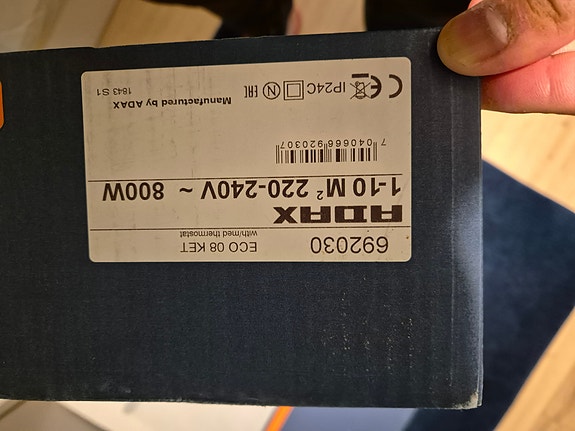 692030 ECO 08 KET
with/med thermostat
ADAX
1-10 M² 220-240V ~ 800W
7 040666 920307
CE IP24C N EAC
Manufactured by ADAX 1843 S1